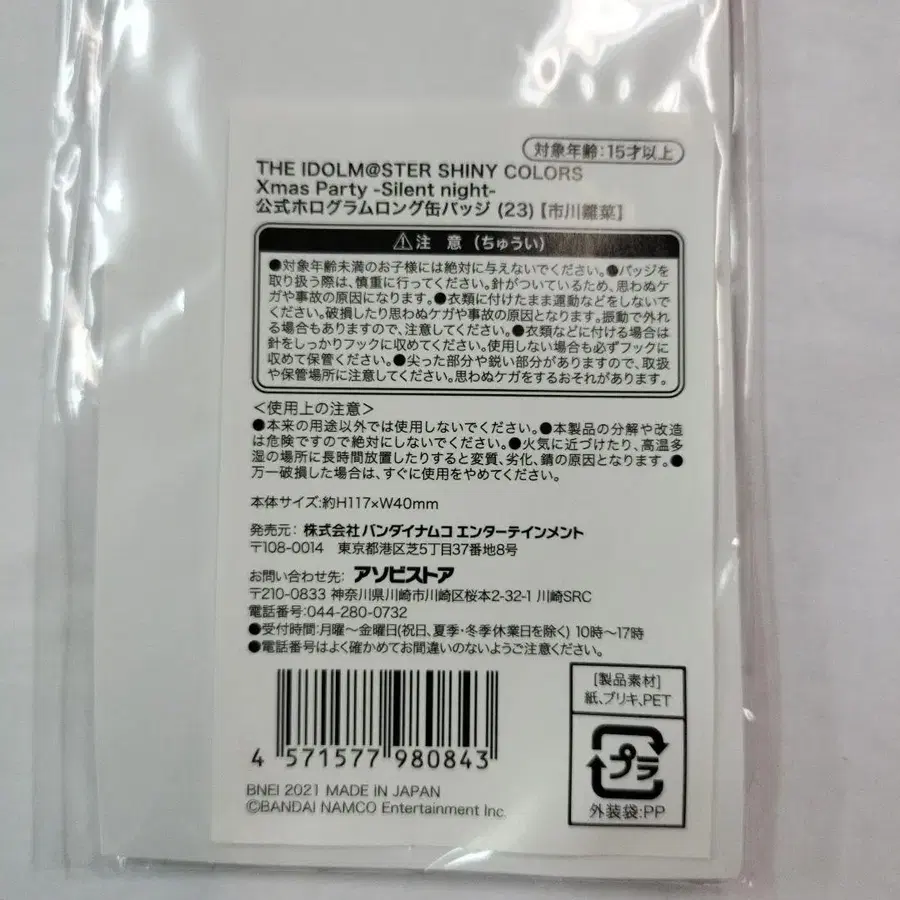 対象年齢:15才以上
THE IDOLM@STER SHINY COLORS
Xmas Party -Silent night-
公式ホログラムロング缶バッジ (23)【市川雛菜】
⚠注 意 (ちゅうい)
●対象年齢未満のお子様には絶対に与えないでください。●バッジを
取り扱う際は、慎重に行ってください。針がついているため、思わぬケ
ガや事故の原因になります。●衣類に付けたまま運動などをしないで
ください。破損したり思わぬケガや事故の原因となります。振動で外れ
る場合もありますので、注意してください。●衣類などに付ける場合は
針をしっかりフックに収めてください。使用しない場合も必ずフックに
収めて保管ください。●尖った部分や鋭い部分がありますので、取扱
や保管場所に注意してください。思わぬケガをするおそれがあります。
＜使用上の注意＞
●本来の用途以外では使用しないでください。●本製品の分解や改造
は危険ですので絶対にしないでください。●火気に近づけたり、高温多
湿の場所に長時間放置したりすると変質、劣化、錆の原因となります。●
万一破損した場合は、すぐに使用をやめてください。
本体サイズ:約H117×W40mm
発売元: 株式会社バンダイナムコ エンターテインメント
〒108-0014 東京都港区芝5丁目37番地8号
お問い合わせ先: アソビストア
〒210-0833 神奈川県川崎市川崎区桜本2-32-1 川崎SRC
電話番号:044-280-0732
●受付時間:月曜～金曜日(祝日、夏季・冬季休業日を除く) 10時～17時
●電話番号はよく確かめてお間違いのないようご注意ください。
4 571577 980843
BNEI 2021 MADE IN JAPAN
©BANDAI NAMCO Entertainment Inc.
[製品素材]
紙、ブリキ、PET
プラ
外装袋:PP